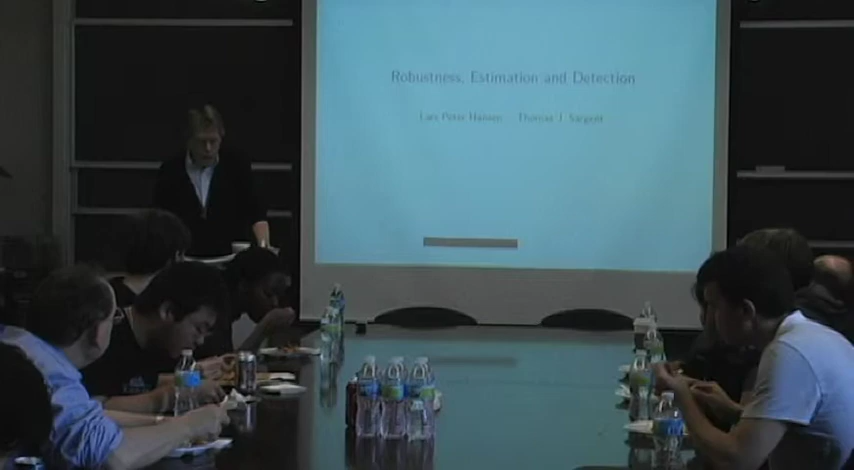 Robustness, Estimation and Detection
Lars Peter Hansen Thomas J. Sargent